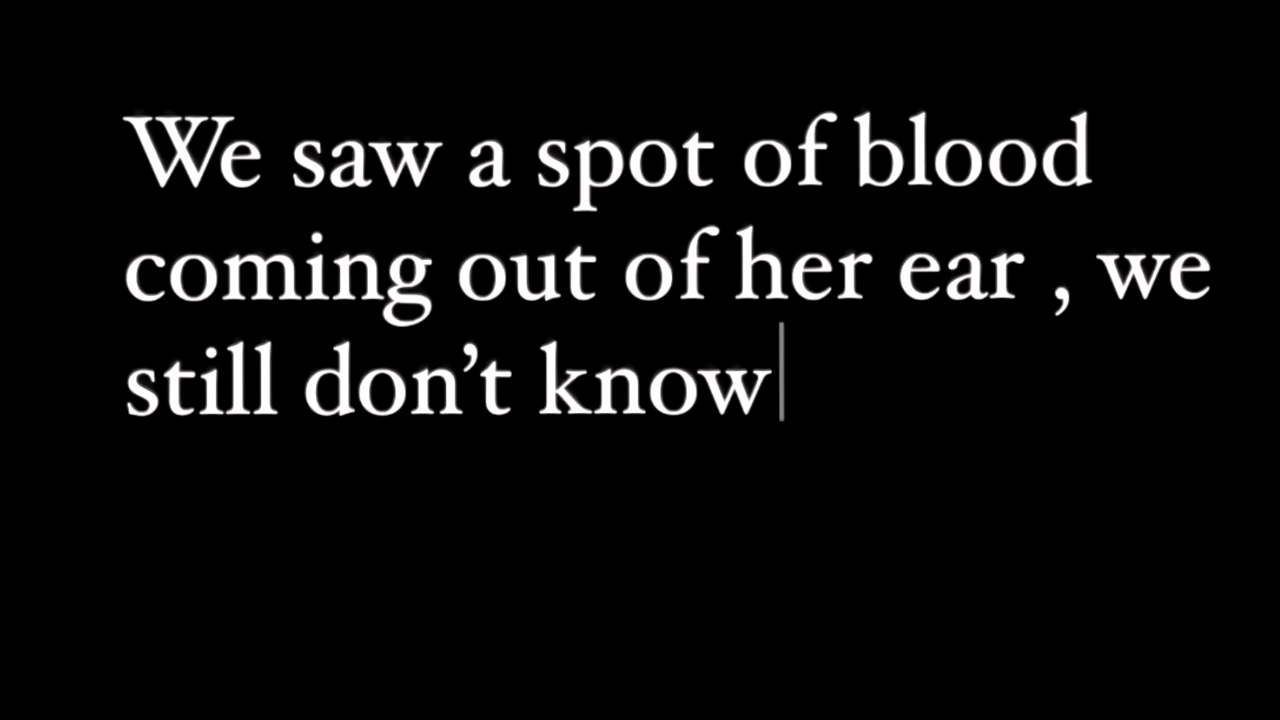 We saw a spot of blood
coming out of her ear , we
still don’t know